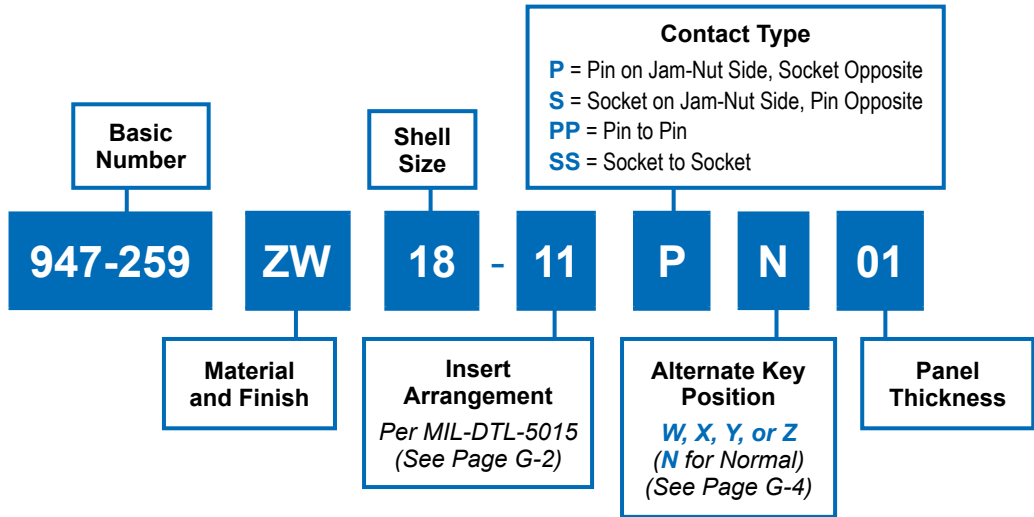 Contact Type
P = Pin on Jam-Nut Side, Socket Opposite
S = Socket on Jam-Nut Side, Pin Opposite
PP = Pin to Pin
SS = Socket to Socket
Basic
Number
Shell
Size
947-259 ZW 18 - 11 P N 01
Material
and Finish
Insert
Arrangement
Per MIL-DTL-5015
(See Page G-2)
Alternate Key
Position
W, X, Y, or Z
(N for Normal)
(See Page G-4)
Panel
Thickness